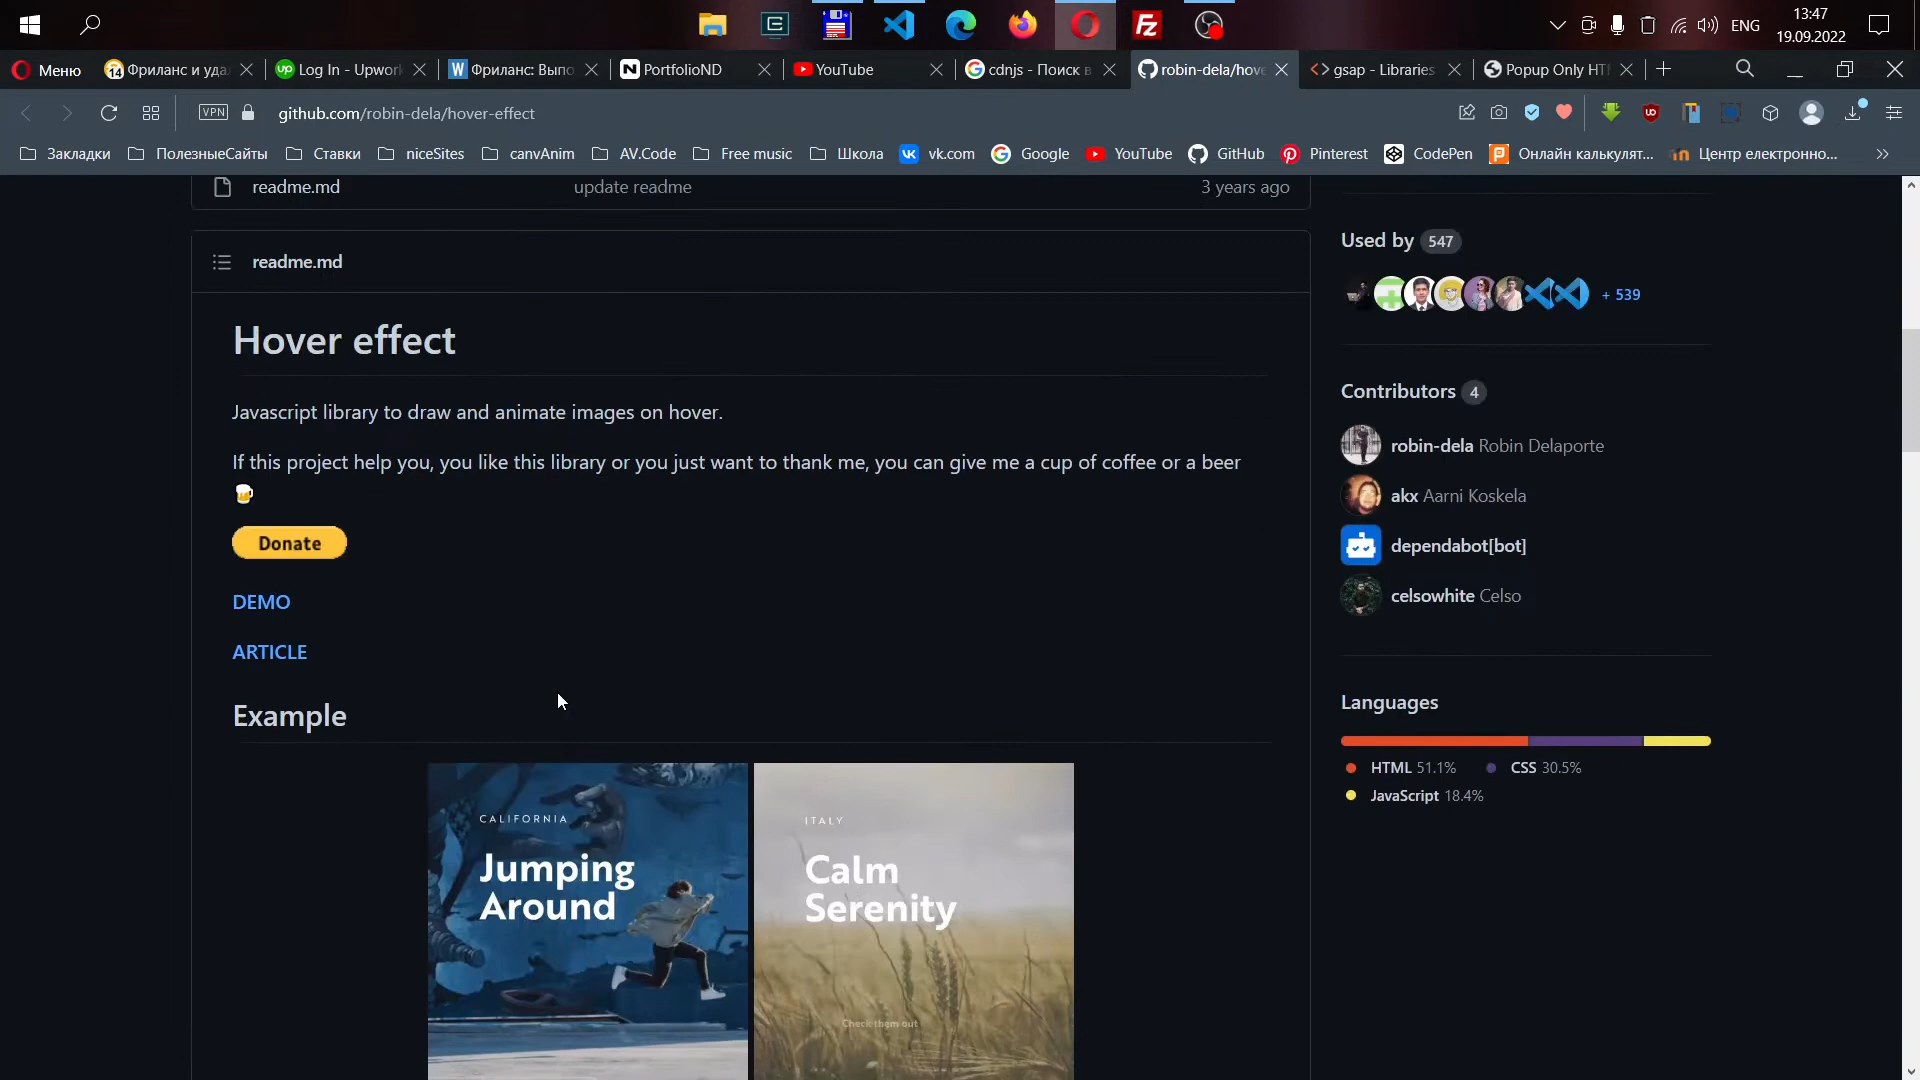 ENG
13:47
19.09.2022
Меню
Фриланс и уда
Log In - Upwork
Фриланс: Выпо
PortfolioND
YouTube
cdnjs - Поиск в
robin-dela/hove
gsap - Libraries
Popup Only HT
VPN
github.com/robin-dela/hover-effect
Закладки
ПолезныеСайты
Ставки
niceSites
canvAnim
AV.Code
Free music
Школа
vk.com
Google
YouTube
GitHub
Pinterest
CodePen
Онлайн калькулят...
Центр електронно...
readme.md update readme 3 years ago
readme.md
Hover effect
Javascript library to draw and animate images on hover.
If this project help you, you like this library or you just want to thank me, you can give me a cup of coffee or a beer
Donate
DEMO
ARTICLE
Example
CALIFORNIA
Jumping
Around
ITALY
Calm
Serenity
Check them out
Used by 547
+ 539
Contributors 4
robin-dela Robin Delaporte
akx Aarni Koskela
dependabot[bot]
celsowhite Celso
Languages
HTML 51.1% CSS 30.5%
JavaScript 18.4%